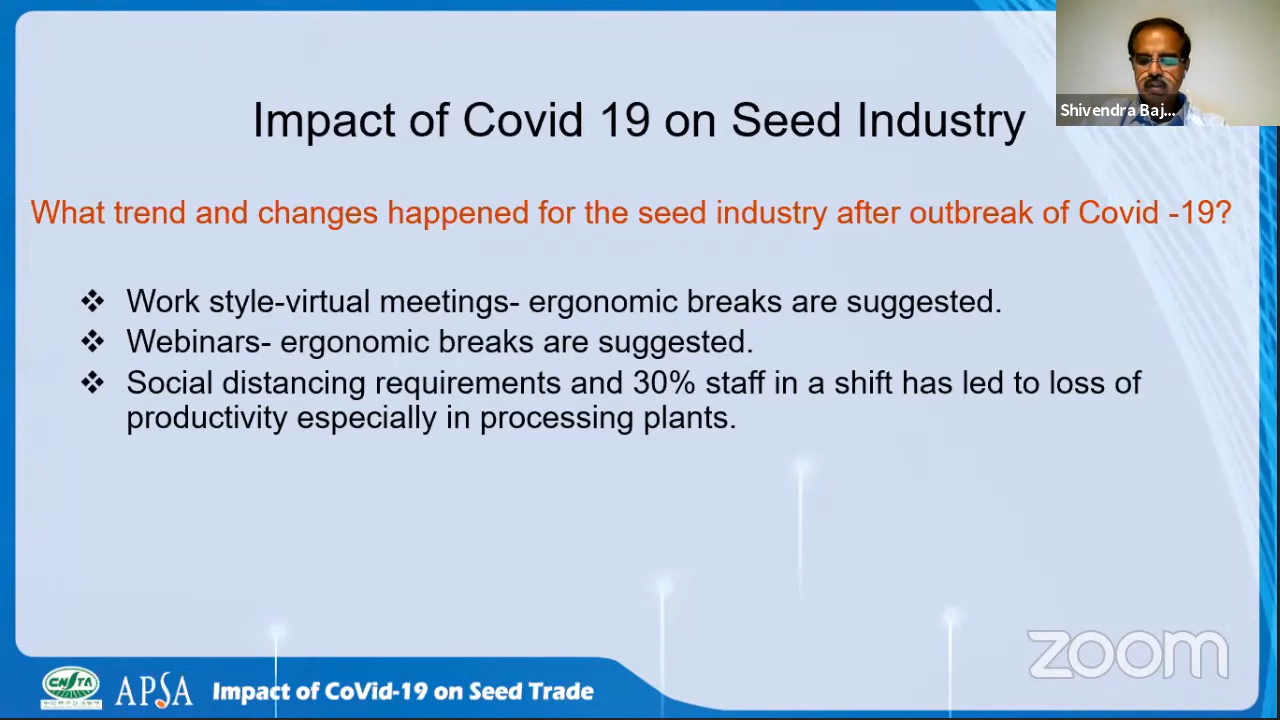 Impact of Covid 19 on Seed Industry
Shivendra Baj...
What trend and changes happened for the seed industry after outbreak of Covid -19?
❖ Work style-virtual meetings- ergonomic breaks are suggested.
❖ Webinars- ergonomic breaks are suggested.
❖ Social distancing requirements and 30% staff in a shift has led to loss of
productivity especially in processing plants.
zoom
CNSTA
APSA
Impact of CoVid-19 on Seed Trade